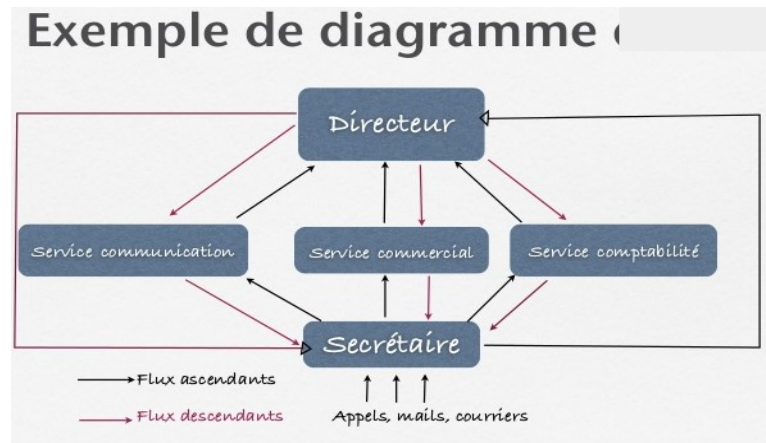 Exemple de diagramme
Directeur
Service communication
Service commercial
Service comptabilité
Secrétaire
Flux ascendants
Flux descendants
Appels, mails, courriers